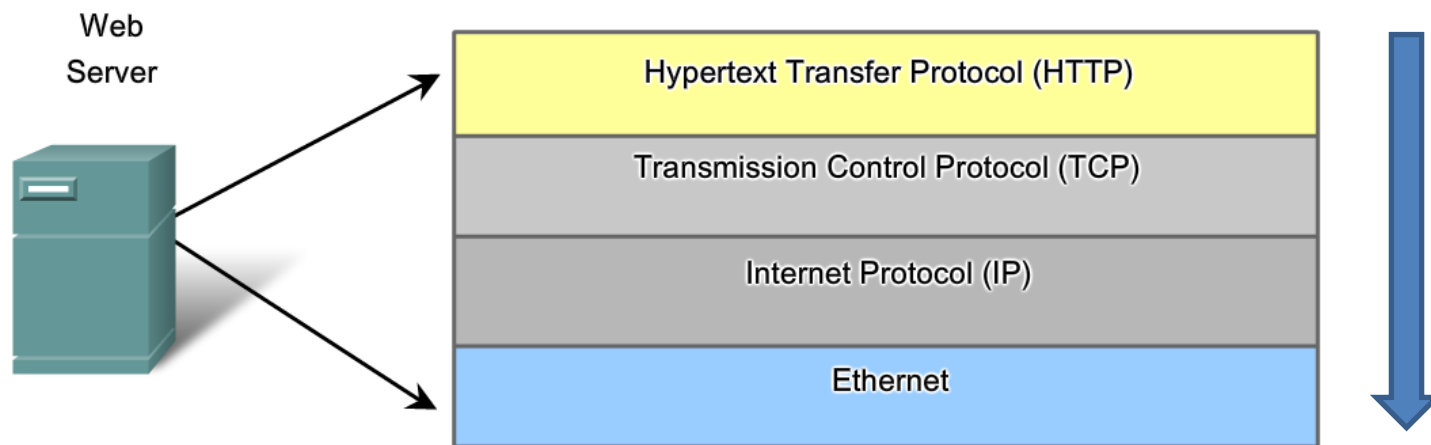 Web
Server
Hypertext Transfer Protocol (HTTP)
Transmission Control Protocol (TCP)
Internet Protocol (IP)
Ethernet